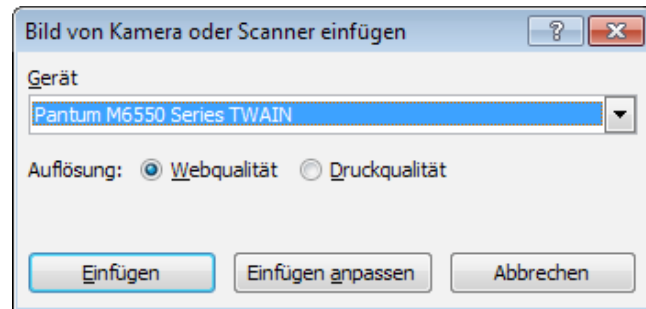 Bild von Kamera oder Scanner einfügen
Gerät
Pantum M6550 Series TWAIN
Auflösung: Webqualität Druckqualität
Einfügen Einfügen anpassen Abbrechen